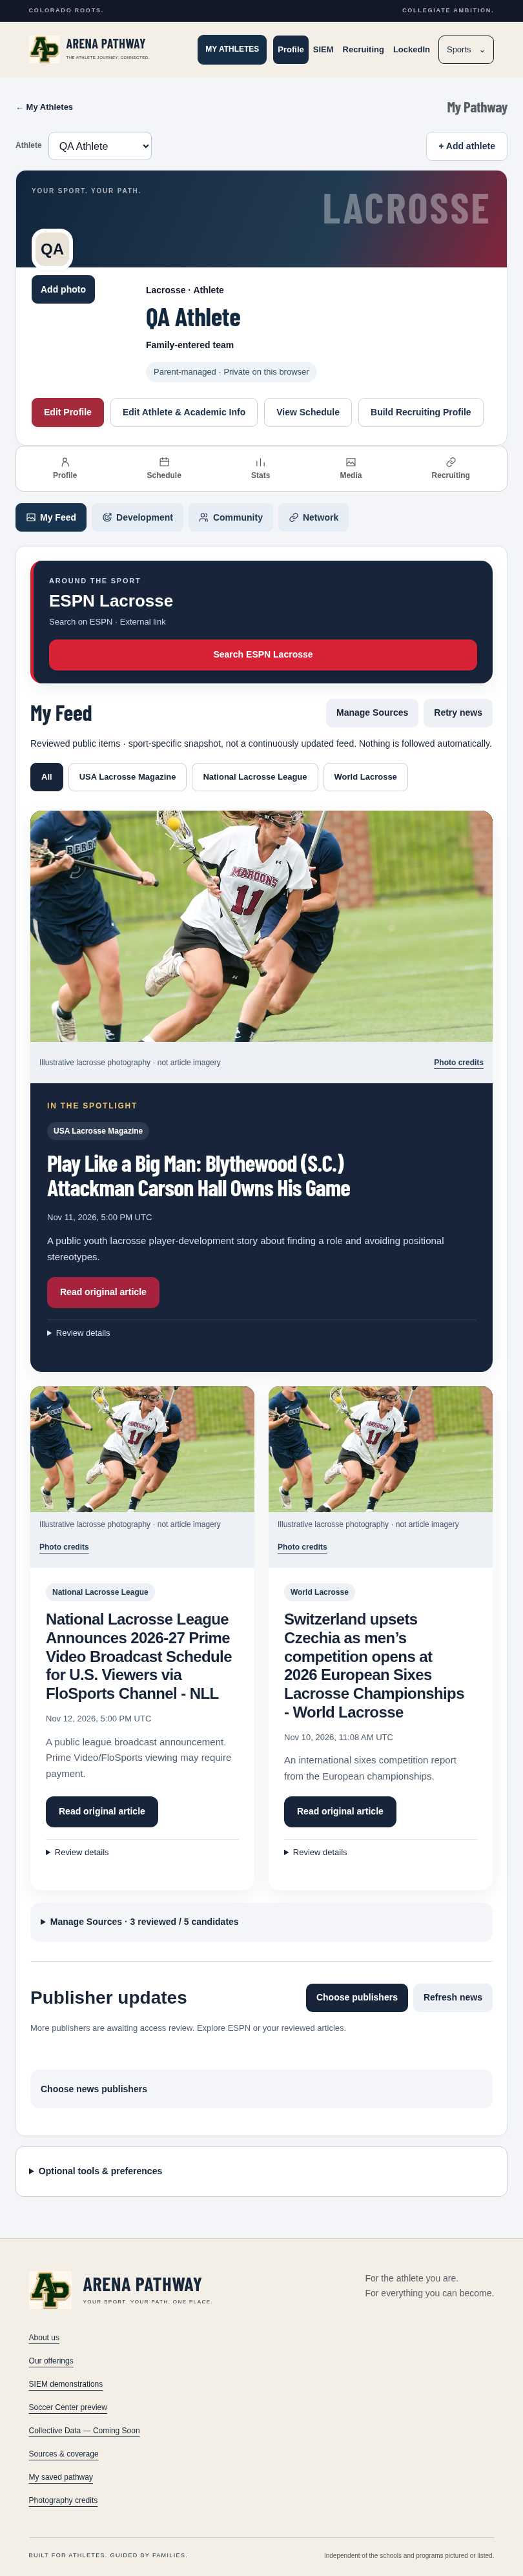 COLORADO ROOTS.
COLLEGIATE AMBITION.
AP
ARENA PATHWAY
THE ATHLETE JOURNEY, CONNECTED.
MY ATHLETES
Profile
SIEM
Recruiting
LockedIn
Sports
← My Athletes
My Pathway
Athlete
QA Athlete
+ Add athlete
YOUR SPORT. YOUR PATH.
LACROSSE
QA
Add photo
Lacrosse · Athlete
QA Athlete
Family-entered team
Parent-managed · Private on this browser
Edit Profile
Edit Athlete & Academic Info
View Schedule
Build Recruiting Profile
Profile
Schedule
Stats
Media
Recruiting
My Feed
Development
Community
Network
AROUND THE SPORT
ESPN Lacrosse
Search on ESPN · External link
Search ESPN Lacrosse
My Feed
Manage Sources
Retry news
Reviewed public items · sport-specific snapshot, not a continuously updated feed. Nothing is followed automatically.
All
USA Lacrosse Magazine
National Lacrosse League
World Lacrosse
MAROONS
11
Illustrative lacrosse photography · not article imagery
Photo credits
IN THE SPOTLIGHT
USA Lacrosse Magazine
Play Like a Big Man: Blythewood (S.C.)
Attackman Carson Hall Owns His Game
Nov 11, 2026, 5:00 PM UTC
A public youth lacrosse player-development story about finding a role and avoiding positional
stereotypes.
Read original article
Review details
Illustrative lacrosse photography · not article imagery
Photo credits
National Lacrosse League
National Lacrosse League
Announces 2026-27 Prime
Video Broadcast Schedule
for U.S. Viewers via
FloSports Channel - NLL
Nov 12, 2026, 5:00 PM UTC
A public league broadcast announcement.
Prime Video/FloSports viewing may require
payment.
Read original article
Review details
Illustrative lacrosse photography · not article imagery
Photo credits
World Lacrosse
Switzerland upsets
Czechia as men’s
competition opens at
2026 European Sixes
Lacrosse Championships
- World Lacrosse
Nov 10, 2026, 11:08 AM UTC
An international sixes competition report
from the European championships.
Read original article
Review details
Manage Sources · 3 reviewed / 5 candidates
Publisher updates
Choose publishers
Refresh news
More publishers are awaiting access review. Explore ESPN or your reviewed articles.
Choose news publishers
Optional tools & preferences
AP
ARENA PATHWAY
YOUR SPORT. YOUR PATH. ONE PLACE.
For the athlete you are.
For everything you can become.
About us
Our offerings
SIEM demonstrations
Soccer Center preview
Collective Data — Coming Soon
Sources & coverage
My saved pathway
Photography credits
BUILT FOR ATHLETES. GUIDED BY FAMILIES.
Independent of the schools and programs pictured or listed.